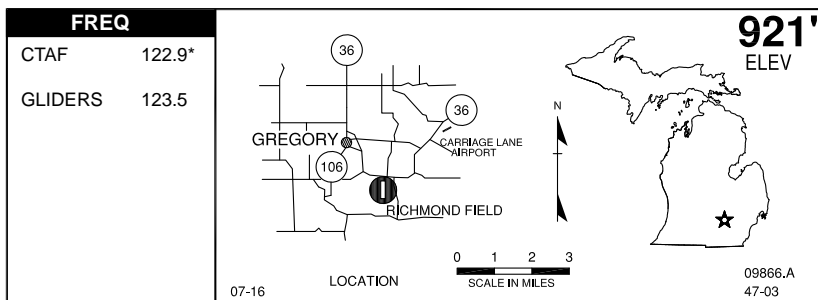 FREQ
CTAF 122.9*
GLIDERS 123.5
36
36
GREGORY
CARRIAGE LANE
AIRPORT
106
RICHMOND FIELD
N
0 1 2 3
SCALE IN MILES
LOCATION
07-16
921'
ELEV
09866.A
47-03